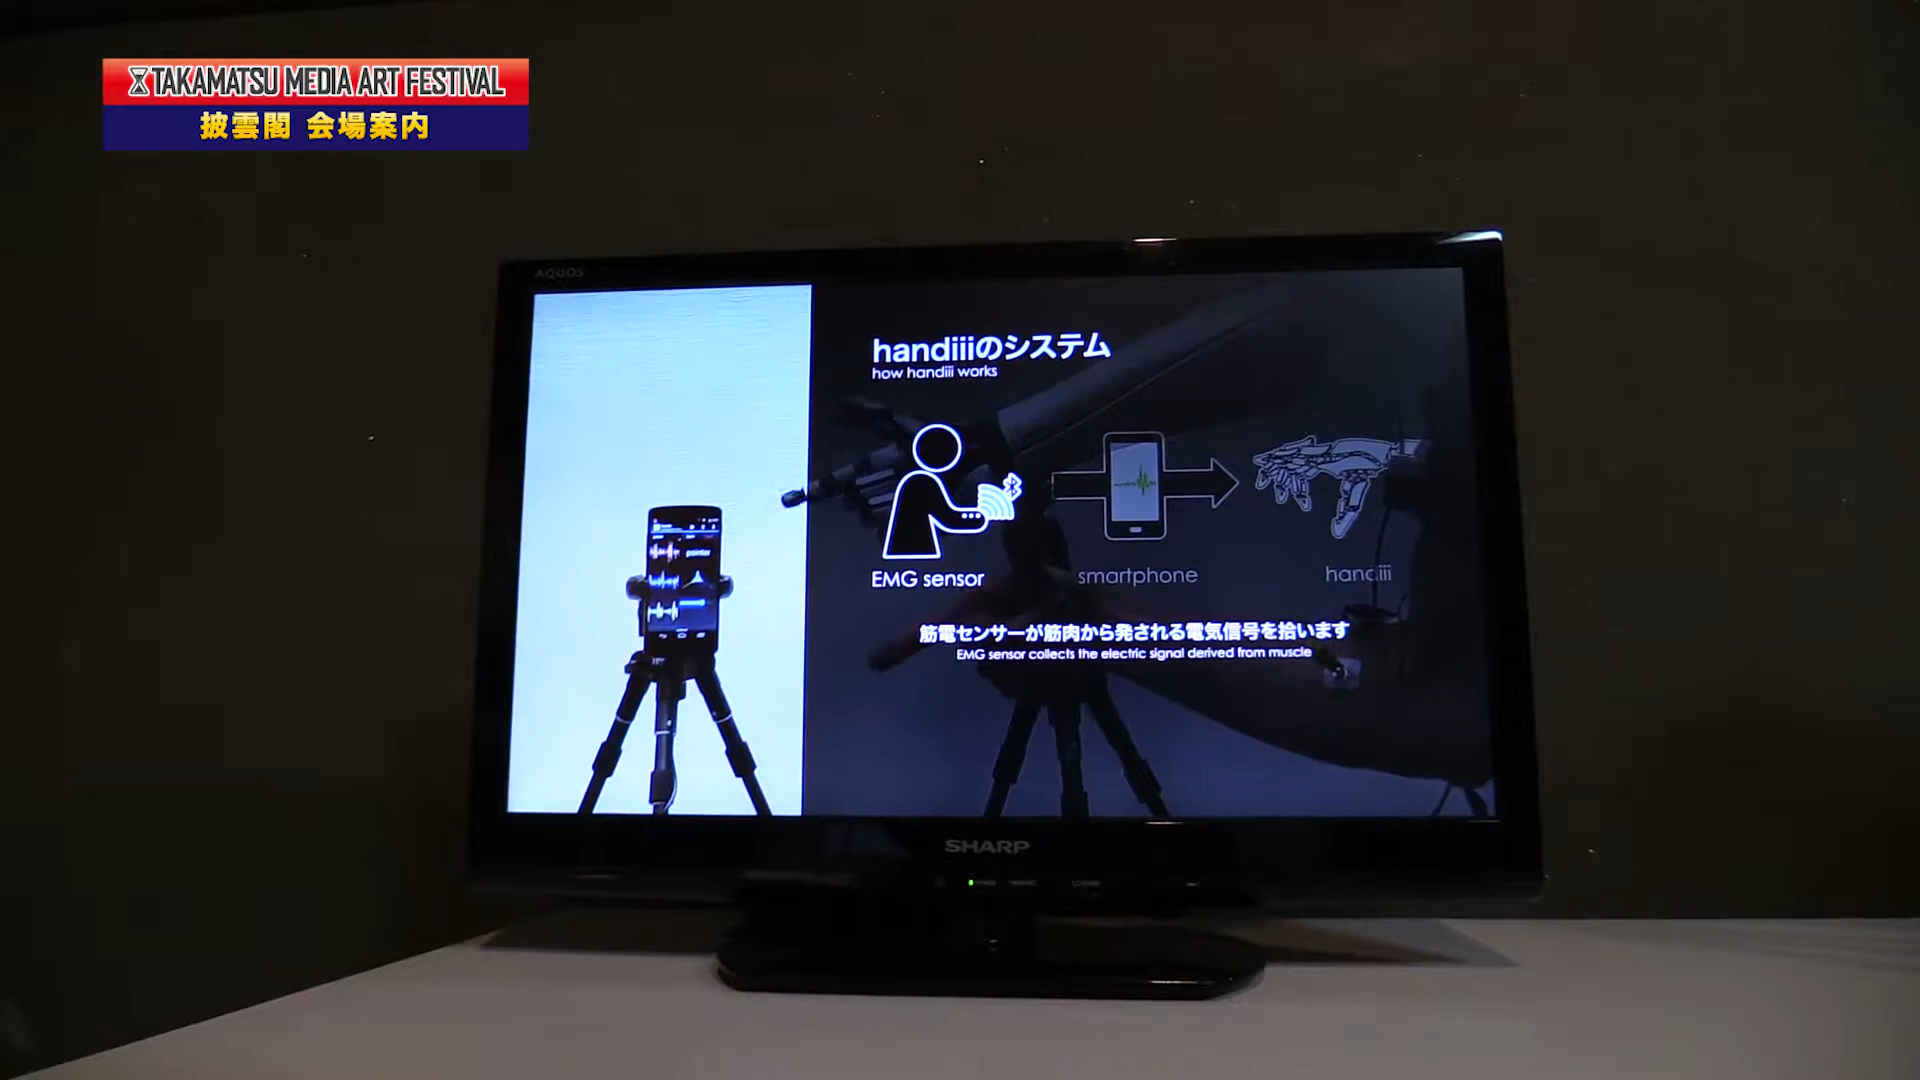 TAKAMATSU MEDIA ART FESTIVAL
披雲閣 会場案内
AQUOS
handiiiのシステム
how handiii works
EMG sensor
smartphone
handiii
筋電センサーが筋肉から発される電気信号を拾います
EMG sensor collects the electric signal derived from muscle
pointer
SHARP